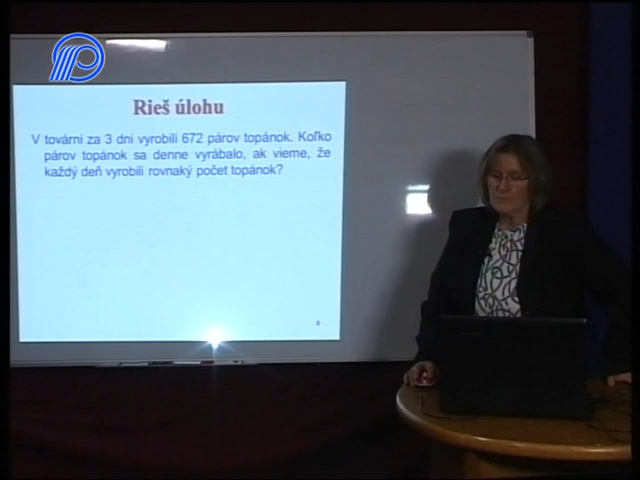 Rieš úlohu
V továrni za 3 dni vyrobili 672 párov topánok. Koľko
párov topánok sa denne vyrábalo, ak vieme, že
každý deň vyrobili rovnaký počet topánok?